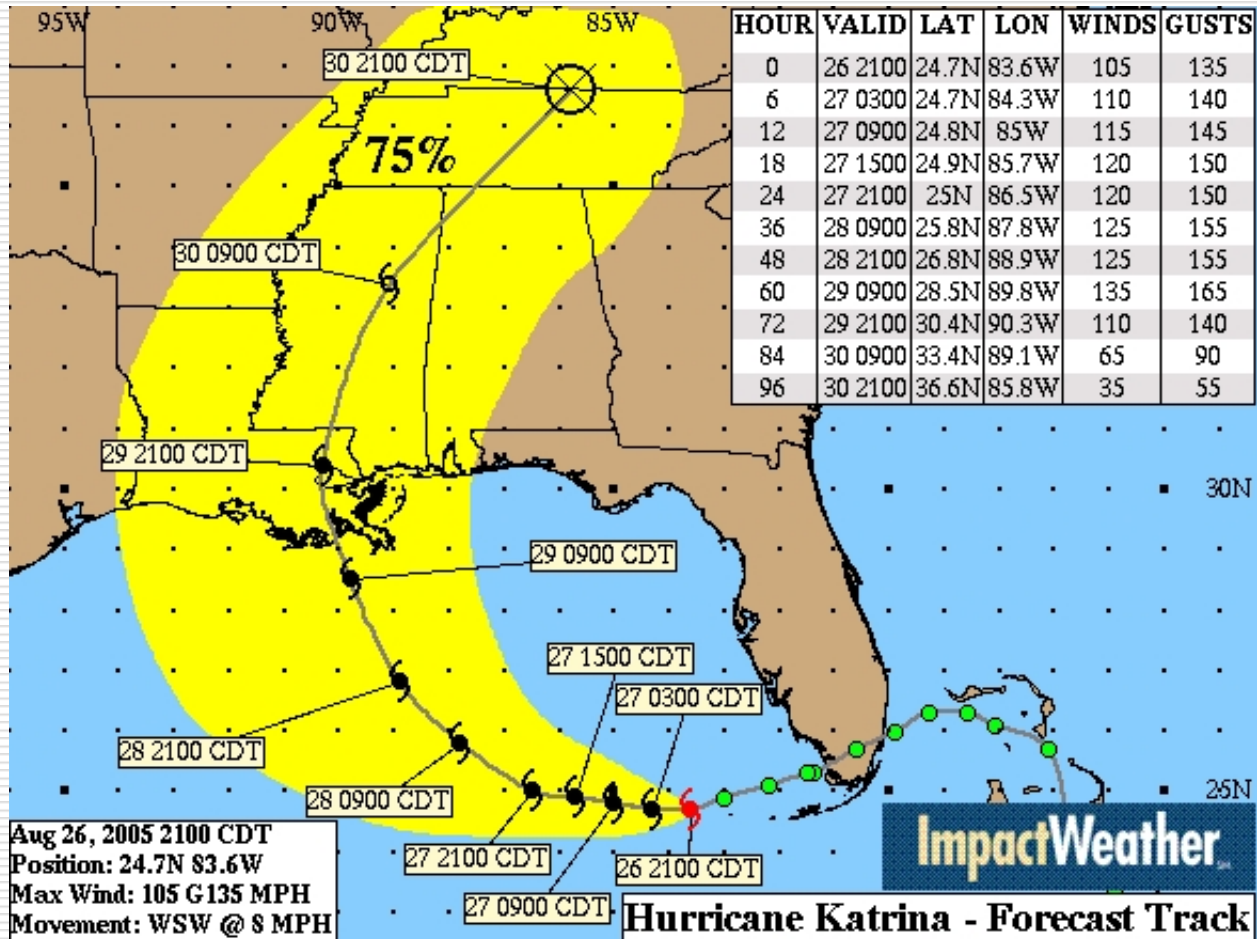 95W 90W 85W
30 2100 CDT
75%
30 0900 CDT
29 2100 CDT
30N
29 0900 CDT
27 1500 CDT
27 0300 CDT
28 2100 CDT
28 0900 CDT
25N
27 2100 CDT
26 2100 CDT
27 0900 CDT
HOUR VALID LAT LON WINDS GUSTS
0 26 2100 24.7N 83.6W 105 135
6 27 0300 24.7N 84.3W 110 140
12 27 0900 24.8N 85W 115 145
18 27 1500 24.9N 85.7W 120 150
24 27 2100 25N 86.5W 120 150
36 28 0900 25.8N 87.8W 125 155
48 28 2100 26.8N 88.9W 125 155
60 29 0900 28.5N 89.8W 135 165
72 29 2100 30.4N 90.3W 110 140
84 30 0900 33.4N 89.1W 65 90
96 30 2100 36.6N 85.8W 35 55
Aug 26, 2005 2100 CDT
Position: 24.7N 83.6W
Max Wind: 105 G135 MPH
Movement: WSW @ 8 MPH
ImpactWeather
Hurricane Katrina - Forecast Track